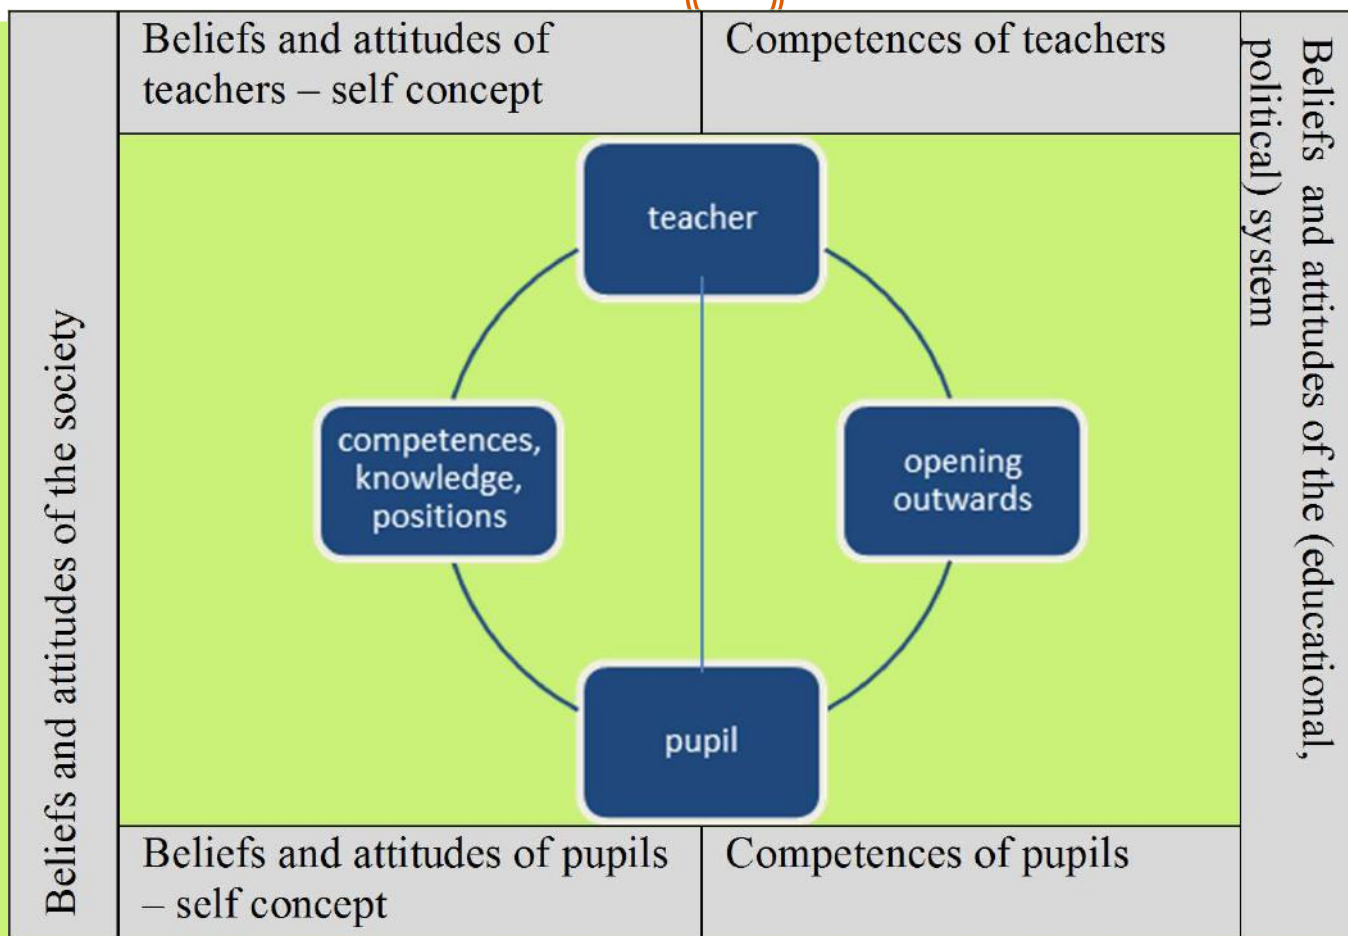 Beliefs and attitudes of
teachers – self concept
Competences of teachers
Beliefs and attitudes of the society
teacher
competences,
knowledge,
positions
opening
outwards
pupil
Beliefs and attitudes of the (educational,
political) system
Beliefs and attitudes of pupils
– self concept
Competences of pupils